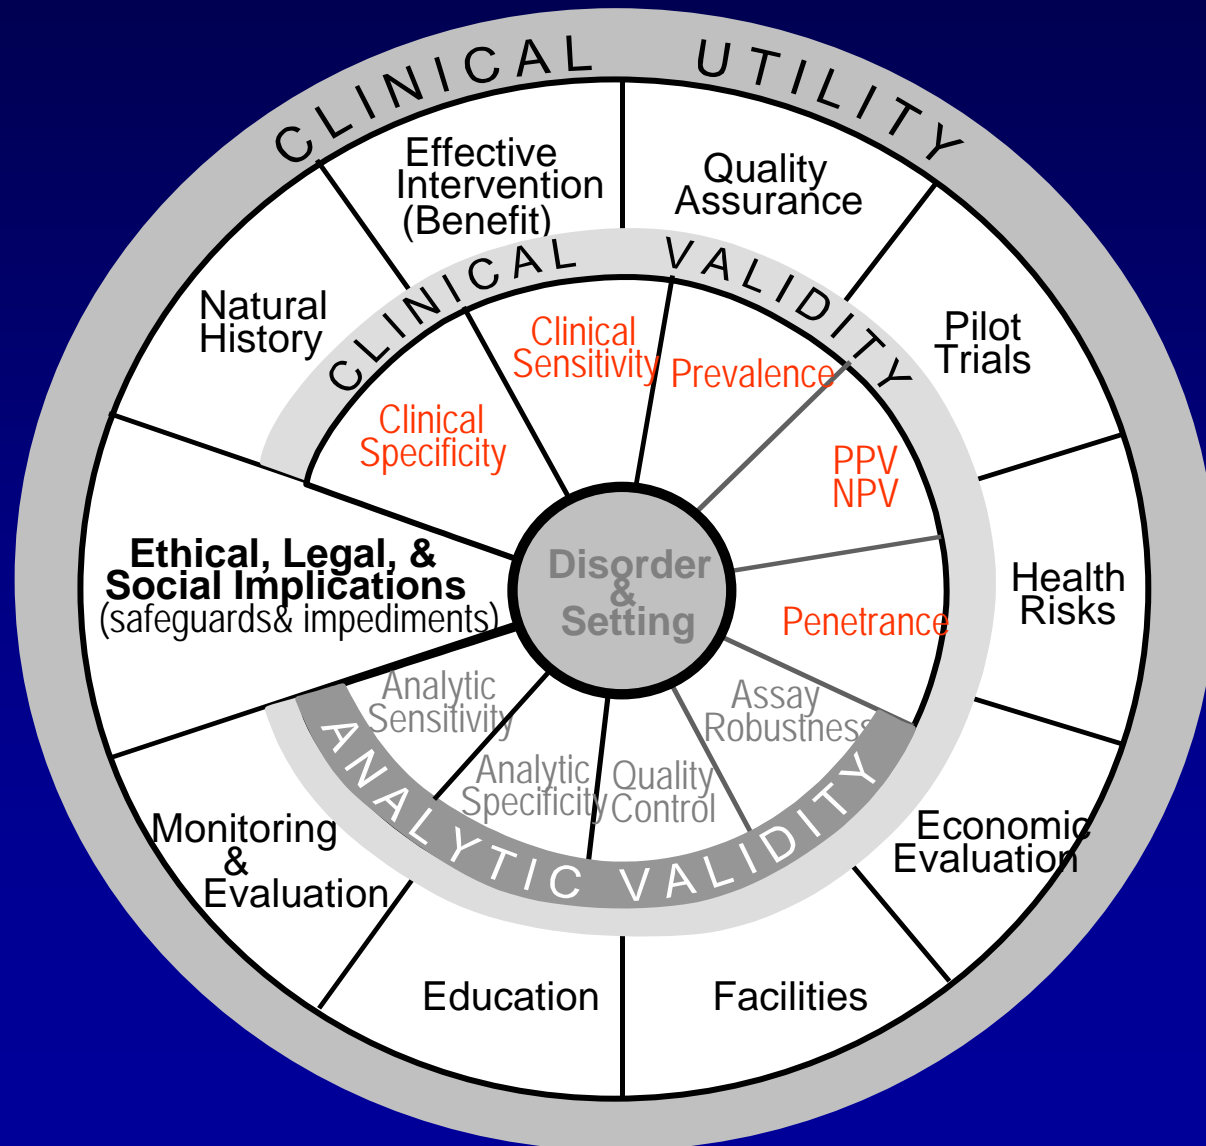 CLINICAL UTILITY
Effective
Intervention
(Benefit)
Quality
Assurance
Natural
History
Pilot
Trials
CLINICAL VALIDITY
Clinical
Sensitivity
Prevalence
Clinical
Specificity
PPV
NPV
Ethical, Legal, &
Social Implications
(safeguards& impediments)
Disorder
&
Setting
Health
Risks
Penetrance
Analytic
Sensitivity
Assay
Robustness
Analytic
Specificity
Quality
Control
ANALYTIC VALIDITY
Monitoring
&
Evaluation
Economic
Evaluation
Education
Facilities